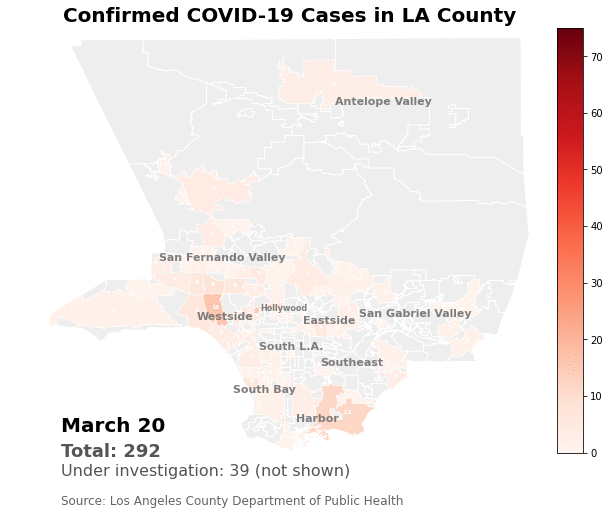 Confirmed COVID-19 Cases in LA County
70
60
50
40
30
20
10
0
Antelope Valley
San Fernando Valley
Hollywood
Westside
Eastside
San Gabriel Valley
South L.A.
Southeast
South Bay
Harbor
March 20
Total: 292
Under investigation: 39 (not shown)
Source: Los Angeles County Department of Public Health